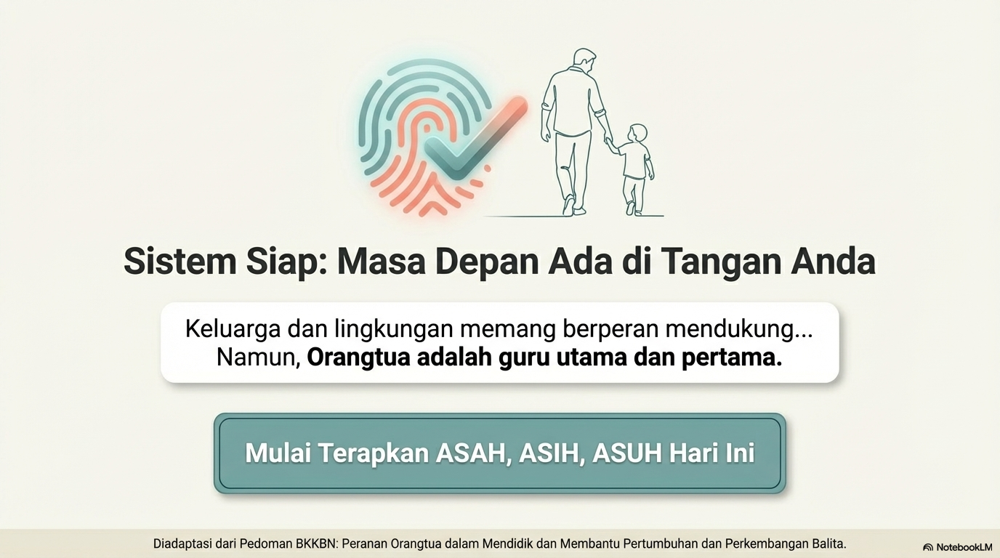 Sistem Siap: Masa Depan Ada di Tangan Anda
Keluarga dan lingkungan memang berperan mendukung...
Namun, Orangtua adalah guru utama dan pertama.
Mulai Terapkan ASAH, ASIH, ASUH Hari Ini
Diadaptasi dari Pedoman BKKBN: Peranan Orangtua dalam Mendidik dan Membantu Pertumbuhan dan Perkembangan Balita.
NotebookLM